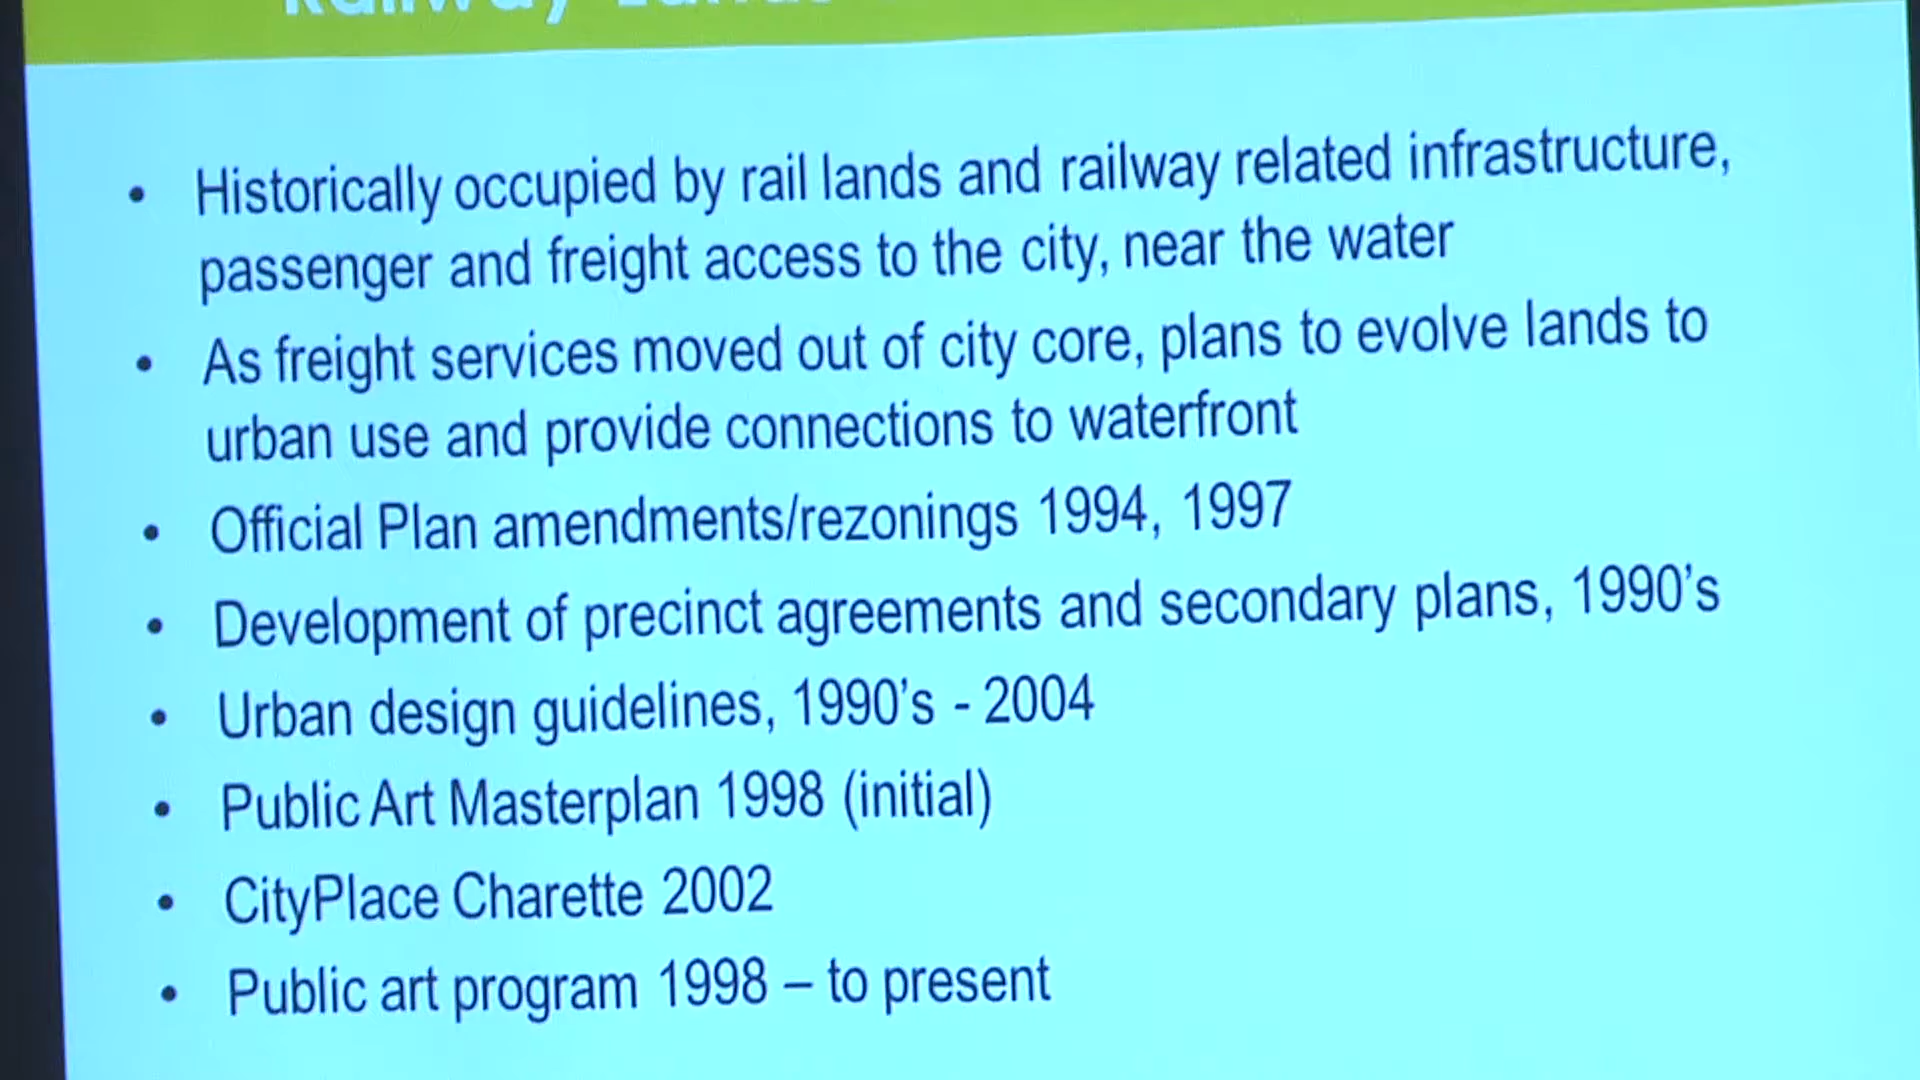 Railway Lands
• Historically occupied by rail lands and railway related infrastructure,
passenger and freight access to the city, near the water
• As freight services moved out of city core, plans to evolve lands to
urban use and provide connections to waterfront
• Official Plan amendments/rezonings 1994, 1997
• Development of precinct agreements and secondary plans, 1990's
• Urban design guidelines, 1990's - 2004
• Public Art Masterplan 1998 (initial)
• CityPlace Charette 2002
• Public art program 1998 – to present